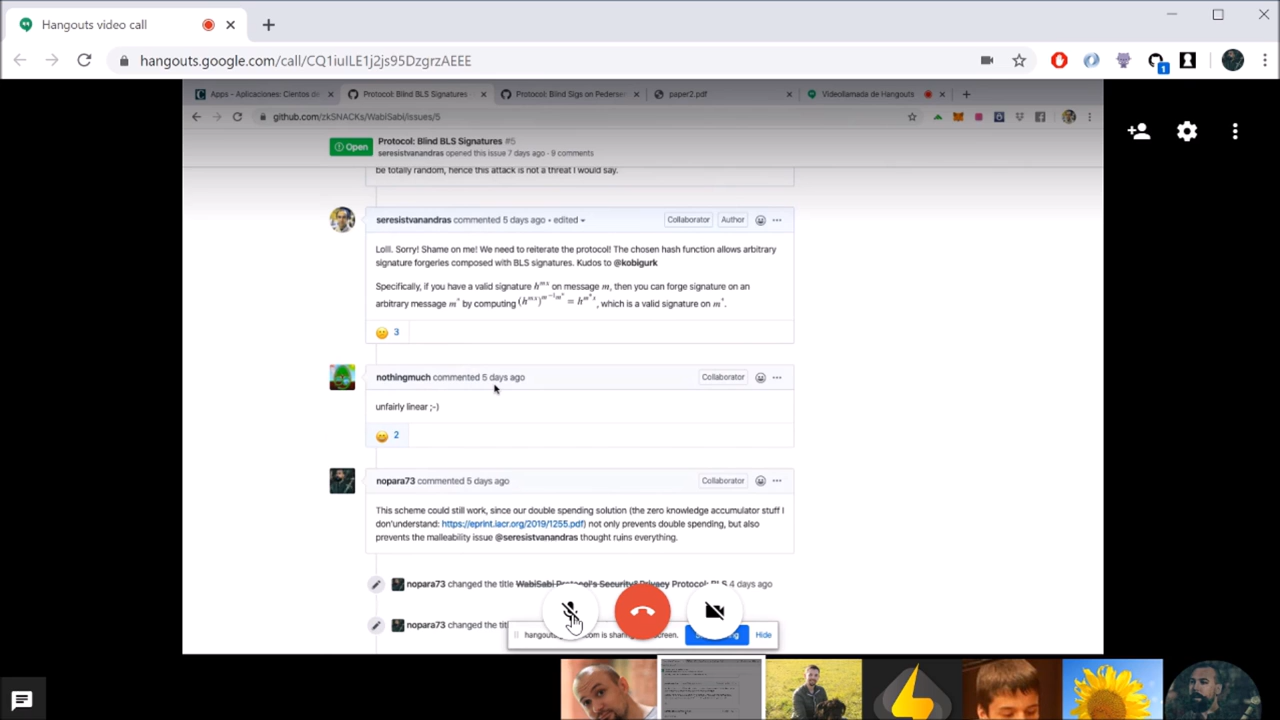 Hangouts video call
hangouts.google.com/call/CQ1iuILE1j2js95DzgrzAEEE
1
Apps - Aplicaciones: Cientos de
Protocol: Blind BLS Signatures
Protocol: Blind Sigs on Pedersen
paper2.pdf
Videollamada de Hangouts
github.com/zkSNACKs/WabiSabi/issues/5
Open
Protocol: Blind BLS Signatures #5
seresistvanandras opened this issue 7 days ago · 9 comments
be totally random, hence this attack is not a threat I would say.
seresistvanandras commented 5 days ago • edited
Collaborator
Author
Lolll. Sorry! Shame on me! We need to reiterate the protocol! The chosen hash function allows arbitrary
signature forgeries composed with BLS signatures. Kudos to @kobigurk
Specifically, if you have a valid signature h^{mx} on message m, then you can forge signature on an
arbitrary message m* by computing (h^{mx})^{m^{-1}m*} = h^{m*x}, which is a valid signature on m*.
3
nothingmuch commented 5 days ago
Collaborator
unfairly linear ;-)
2
nopara73 commented 5 days ago
Collaborator
This scheme could still work, since our double spending solution (the zero knowledge accumulator stuff I
don'understand: https://eprint.iacr.org/2019/1255.pdf) not only prevents double spending, but also
prevents the malleability issue @seresistvanandras thought ruins everything.
nopara73 changed the title WabiSabi Protocol's Security/Privacy Protocol: BLS 4 days ago
nopara73 changed the
hangouts
Hide